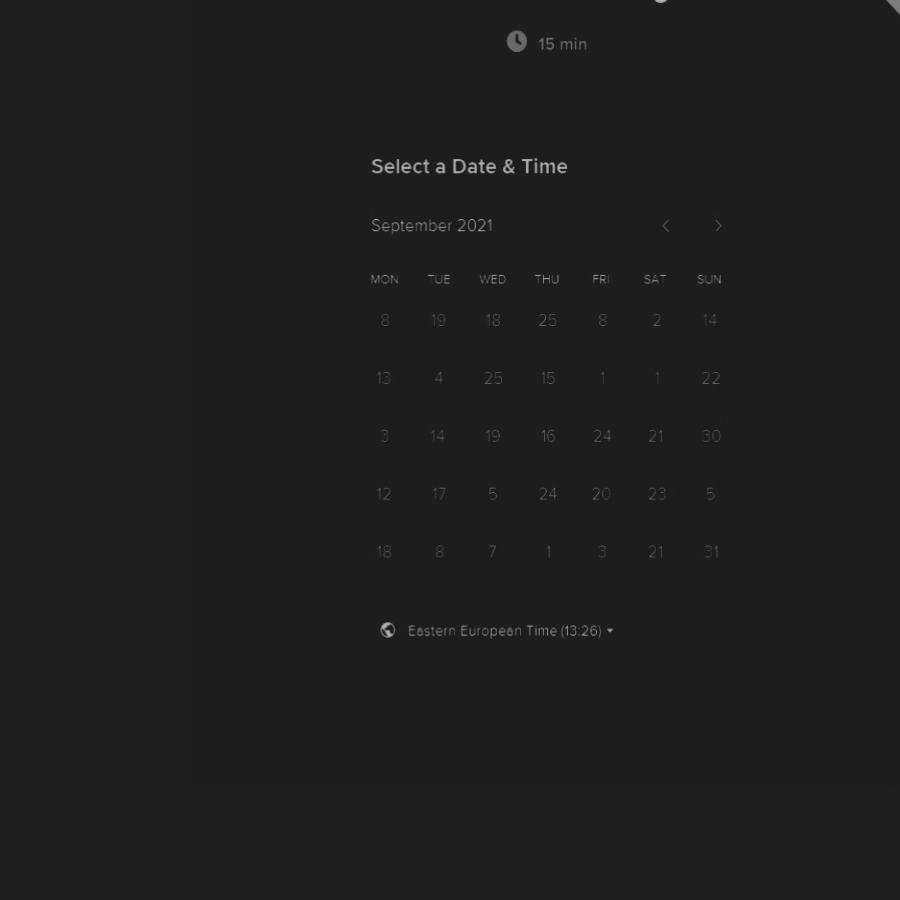 15 min
Select a Date & Time
September 2021
MON TUE WED THU FRI SAT SUN
8 19 18 25 8 2 14
13 4 25 15 1 1 22
3 14 19 16 24 21 30
12 17 5 24 20 23 5
18 8 7 1 3 21 31
Eastern European Time (13:26)